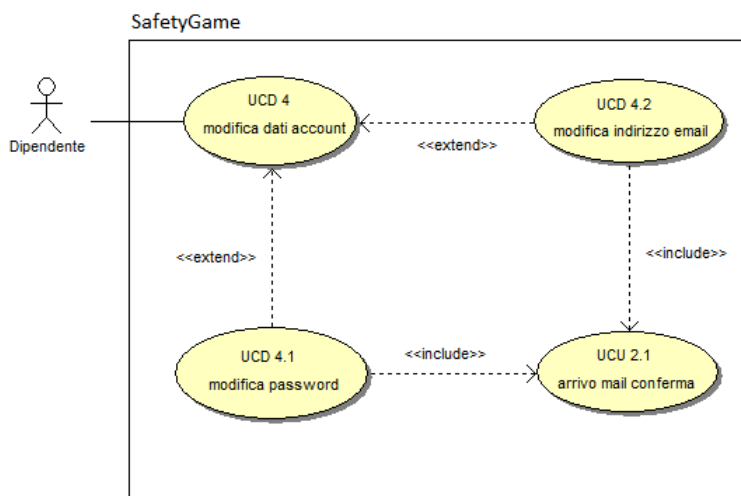 SafetyGame
UCD 4
modifica dati account
UCD 4.2
modifica indirizzo email
Dipendente
<<extend>>
<<extend>>
<<include>>
UCD 4.1
modifica password
<<include>>
UCU 2.1
arrivo mail conferma